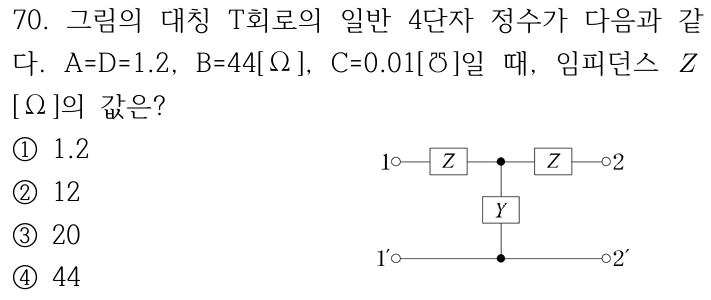 70. 그림의 대칭 T회로의 일반 4단자 정수가 다음과 같
다. A=D=1.2, B=44[Ω], C=0.01[℧]일 때, 임피던스 Z
[Ω]의 값은?
① 1.2
② 12
③ 20
④ 44
1 Z Z 2
Y
1′ 2′